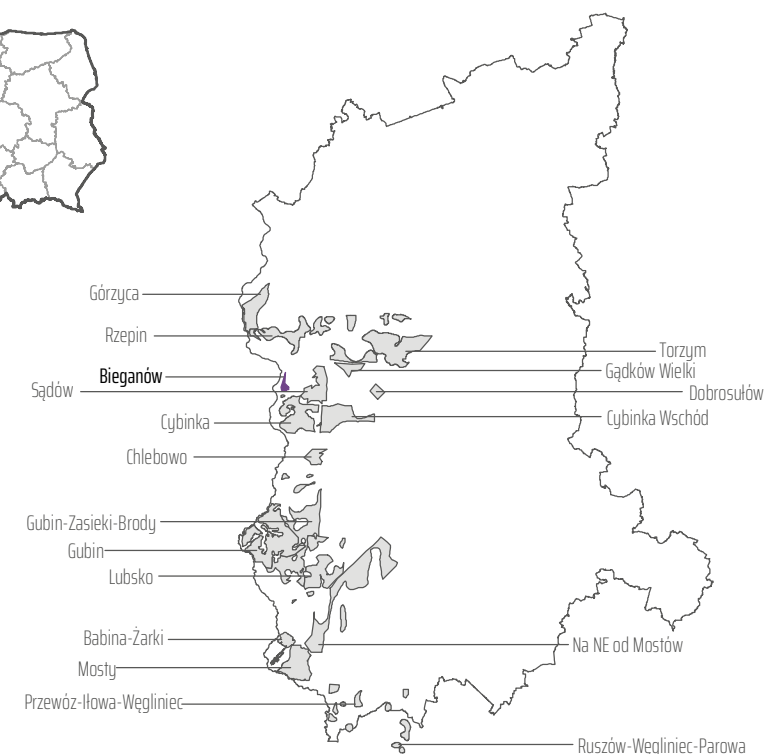 Górzyca
Rzepin
Bieganów
Sądów
Cybinka
Chlebowo
Gubin-Zasieki-Brody
Gubin
Lubsko
Babina-Żarki
Mosty
Przewóz-Iłowa-Węgliniec
Torzym
Gądków Wielki
Dobrosułów
Cybinka Wschód
Na NE od Mostów
Ruszów-Węgliniec-Parowa